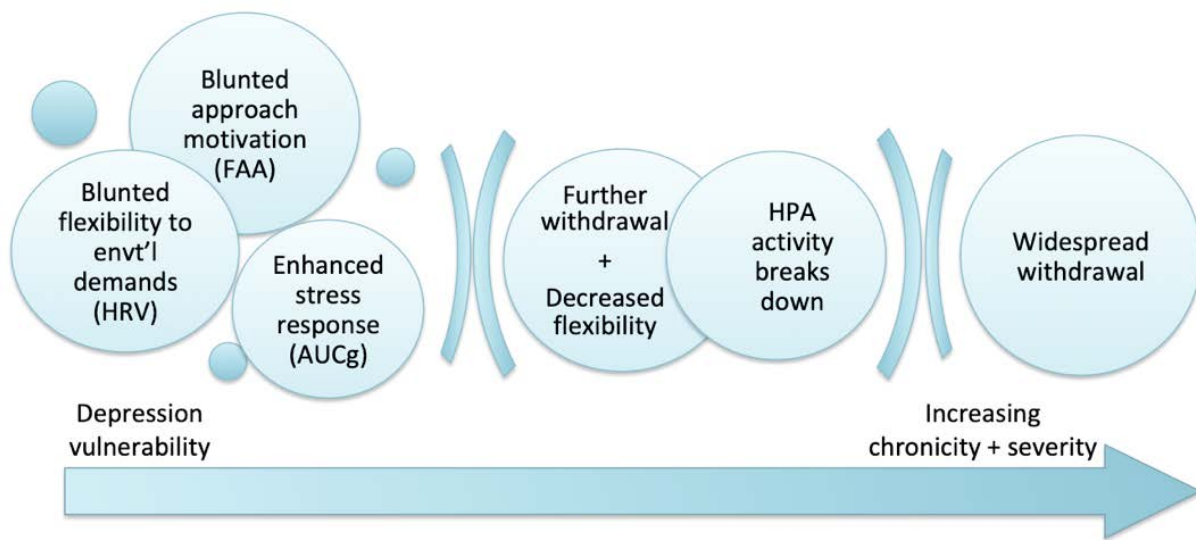 Blunted
approach
motivation
(FAA)
Blunted
flexibility to
envt'l
demands
(HRV)
Enhanced
stress
response
(AUCg)
Further
withdrawal
+
Decreased
flexibility
HPA
activity
breaks
down
Widespread
withdrawal
Depression
vulnerability
Increasing
chronicity + severity